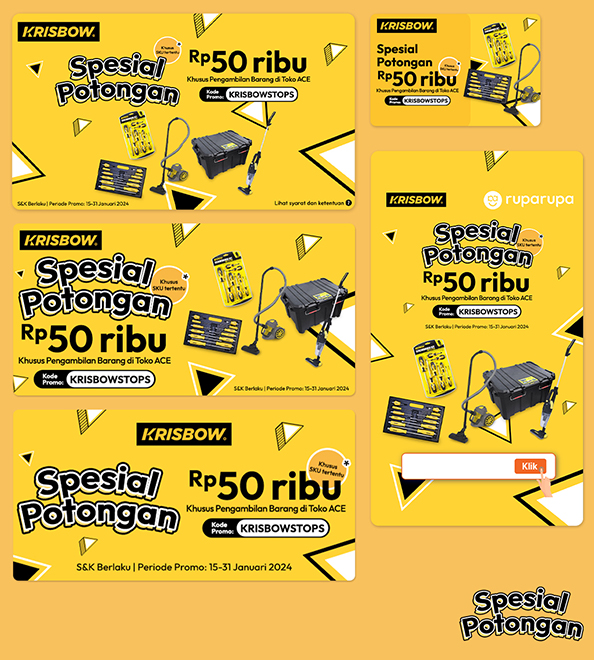 KRISBOW.
Spesial
Potongan
Khusus
SKU tertentu
*
Rp50 ribu
Khusus Pengambilan Barang di Toko ACE
Kode
Promo:
KRISBOWSTOPS
S&K Berlaku | Periode Promo: 15-31 Januari 2024
Lihat syarat dan ketentuan
KRISBOW.
Spesial
Potongan
Khusus
SKU tertentu
Rp50 ribu
Khusus Pengambilan Barang di Toko ACE
Kode
Promo:
KRISBOWSTOPS
KRISBOW.
Spesial
Potongan
Khusus
SKU tertentu
*
Rp50 ribu
Khusus Pengambilan Barang di Toko ACE
Kode
Promo:
KRISBOWSTOPS
S&K Berlaku | Periode Promo: 15-31 Januari 2024
KRISBOW.
ruparupa
Spesial
Potongan
Khusus
SKU tertentu
*
Rp50 ribu
Khusus Pengambilan Barang di Toko ACE
Kode
Promo:
KRISBOWSTOPS
S&K Berlaku | Periode Promo: 15-31 Januari 2024
Klik
KRISBOW.
Spesial
Potongan
Rp50 ribu
Khusus
SKU tertentu
*
Khusus Pengambilan Barang di Toko ACE
Kode
Promo:
KRISBOWSTOPS
S&K Berlaku | Periode Promo: 15-31 Januari 2024
Spesial
Potongan